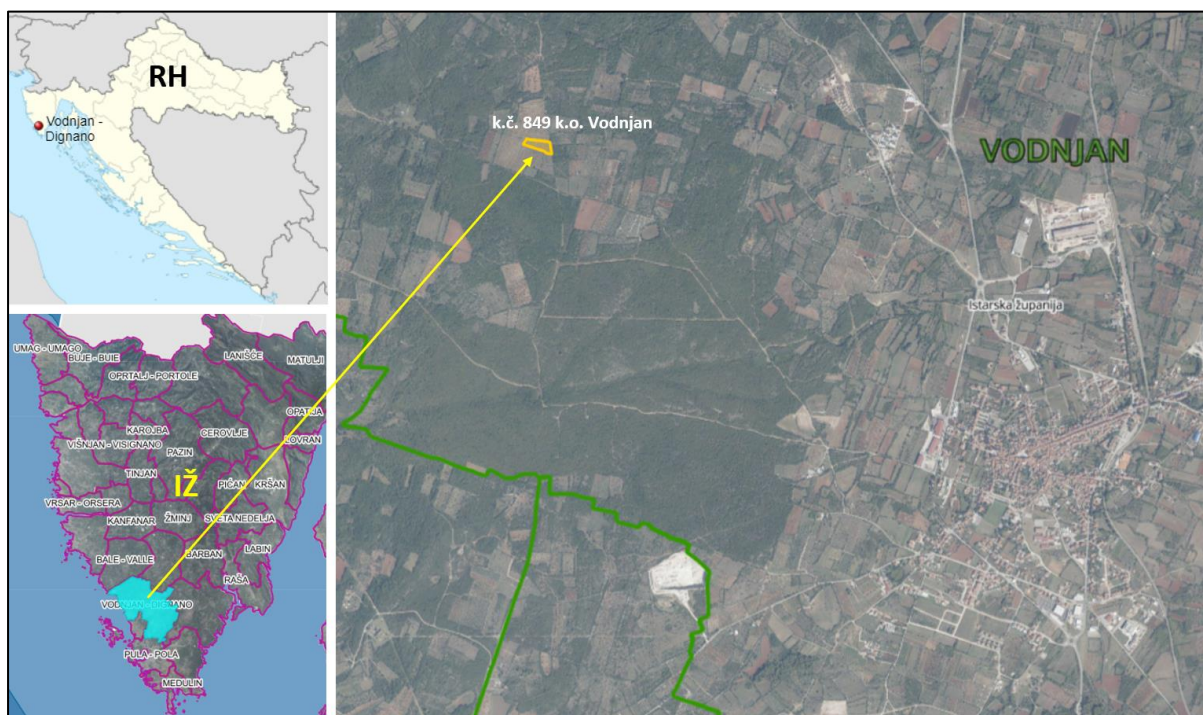 RH
Vodnjan -
Dignano
k.č. 849 k.o. Vodnjan
VODNJAN
Istarska županija
UMAG - UMAGO
BUJE - BUIE
OPRTALJ - PORTOLE
LANIŠĆE
MATULJI
OPATIJA
KAROJBA
CEROVLJE
LOVRAN
VIŠNJAN - VISIGNANO
PAZIN
TINJAN
IŽ
PIĆAN
KRŠAN
VRSAR - ORSERA
KANFANAR
ŽMINJ
SVETA NEDELJA
BALE - VALLE
BARBAN
LABIN
RAŠA
VODNJAN - DIGNANO
PULA - POLA
MEDULIN